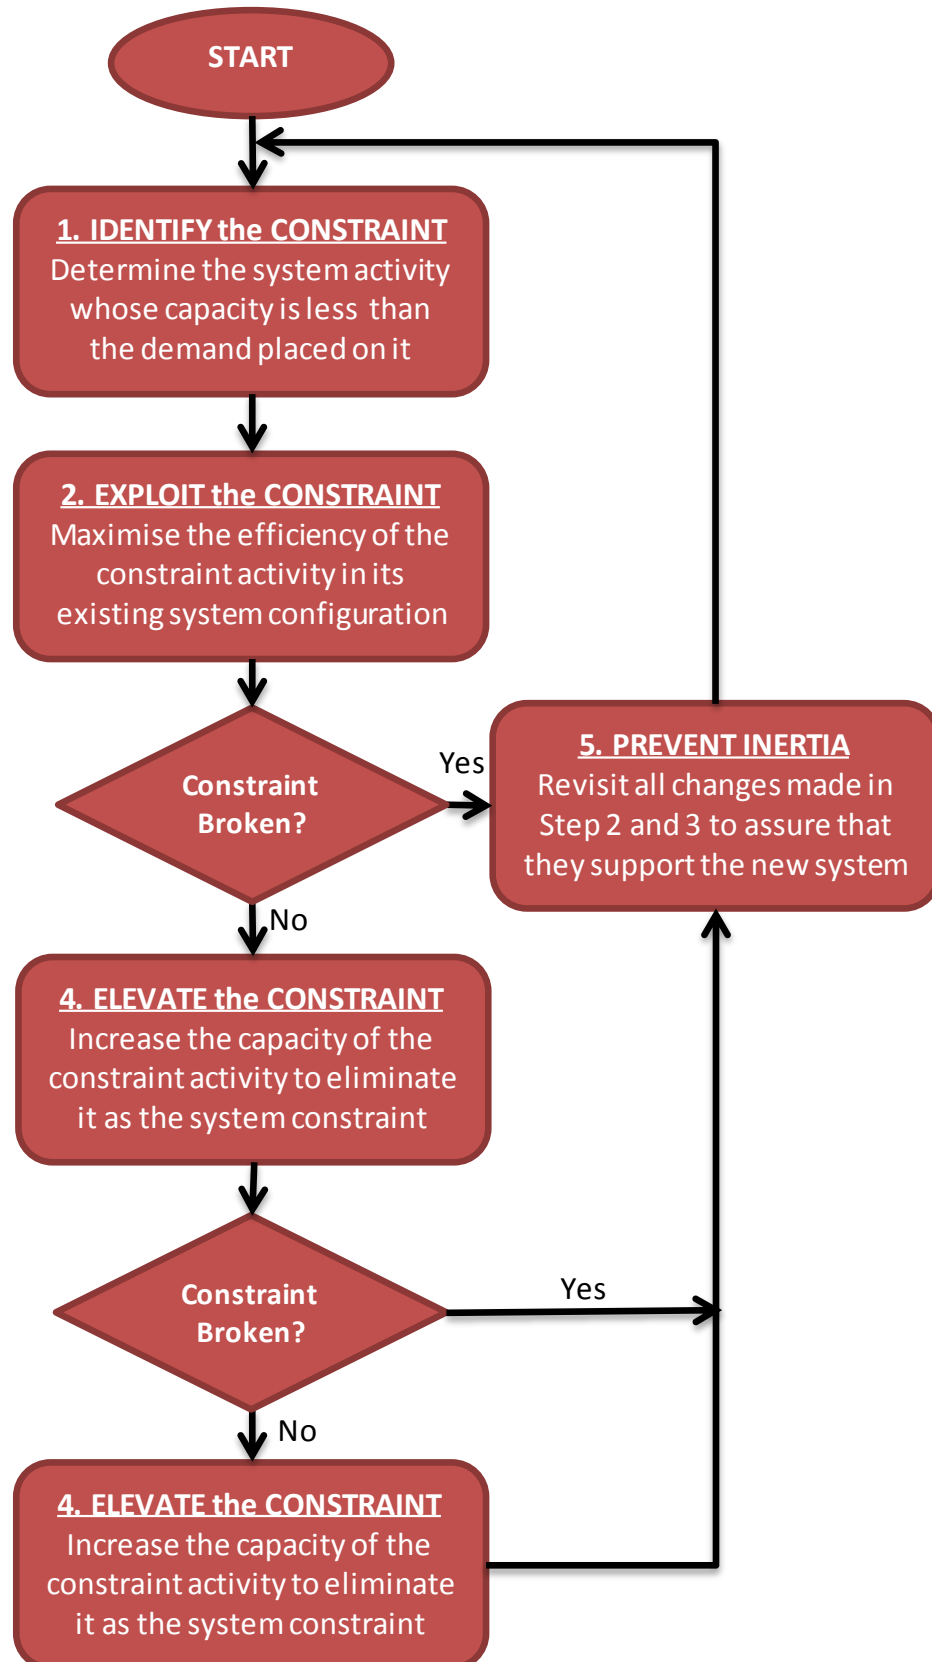 START
1. IDENTIFY the CONSTRAINT
Determine the system activity
whose capacity is less than
the demand placed on it
2. EXPLOIT the CONSTRAINT
Maximise the efficiency of the
constraint activity in its
existing system configuration
Constraint
Broken?
Yes
5. PREVENT INERTIA
Revisit all changes made in
Step 2 and 3 to assure that
they support the new system
No
4. ELEVATE the CONSTRAINT
Increase the capacity of the
constraint activity to eliminate
it as the system constraint
Constraint
Broken?
Yes
No
4. ELEVATE the CONSTRAINT
Increase the capacity of the
constraint activity to eliminate
it as the system constraint